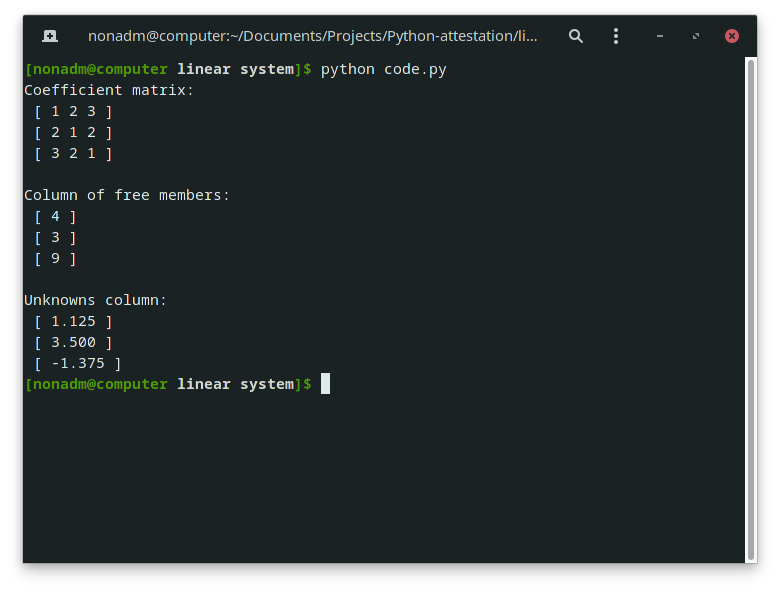 nonadm@computer:~/Documents/Projects/Python-attestation/li...
[nonadm@computer linear system]$ python code.py
Coefficient matrix:
[ 1 2 3 ]
[ 2 1 2 ]
[ 3 2 1 ]
Column of free members:
[ 4 ]
[ 3 ]
[ 9 ]
Unknowns column:
[ 1.125 ]
[ 3.500 ]
[ -1.375 ]
[nonadm@computer linear system]$